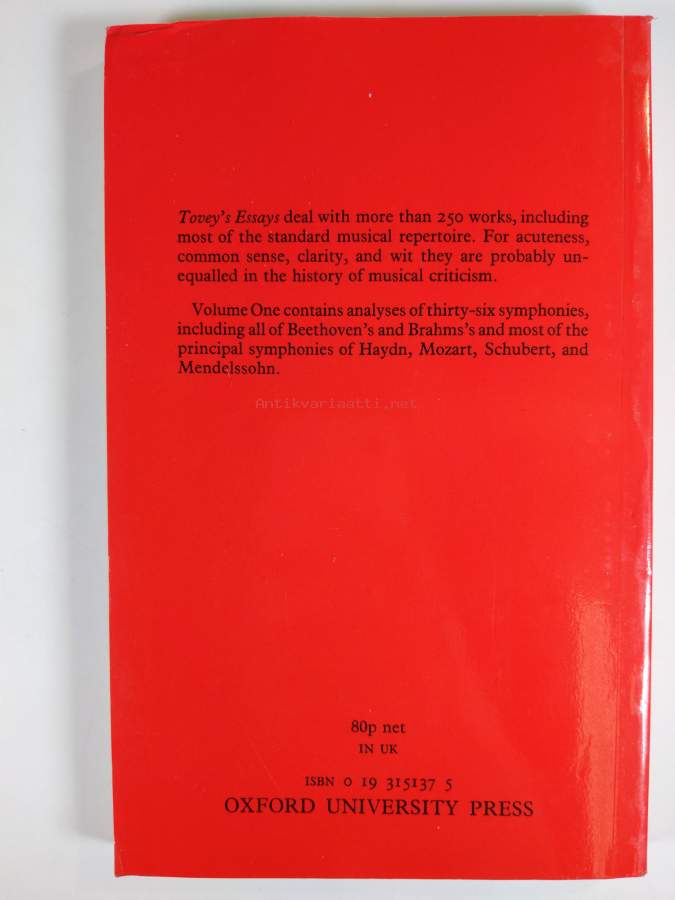 Tovey's Essays deal with more than 250 works, including
most of the standard musical repertoire. For acuteness,
common sense, clarity, and wit they are probably un-
equalled in the history of musical criticism.
Volume One contains analyses of thirty-six symphonies,
including all of Beethoven's and Brahms's and most of the
principal symphonies of Haydn, Mozart, Schubert, and
Mendelssohn.
Antikvariaatti.net
80p net
IN UK
ISBN 0 19 315137 5
OXFORD UNIVERSITY PRESS